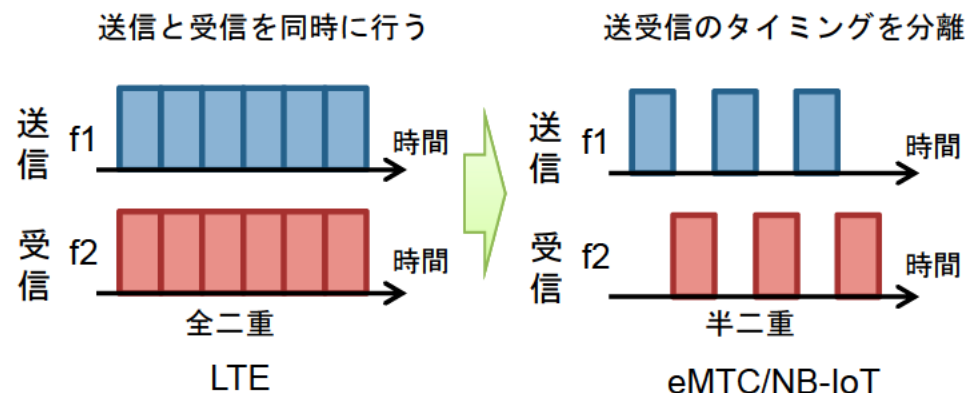 送信と受信を同時に行う
送信
f1
時間
受信
f2
時間
全二重
LTE
送受信のタイミングを分離
送信
f1
時間
受信
f2
時間
半二重
eMTC/NB-IoT